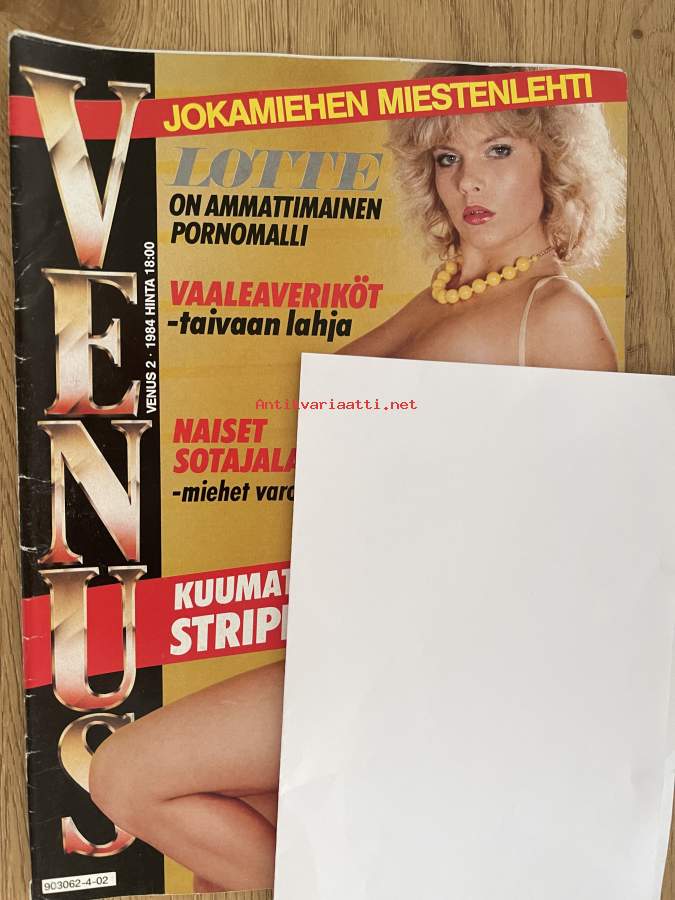 VENUS
JOKAMIEHEN MIESTENLEHTI
LOTTE
ON AMMATTIMAINEN
PORNOMALLI
VENUS 2 · 1984 HINTA 18:00
VAALEAVERIKÖT
-taivaan lahja
Antikvariaatti.net
NAISET
-miehet
903062-4-02